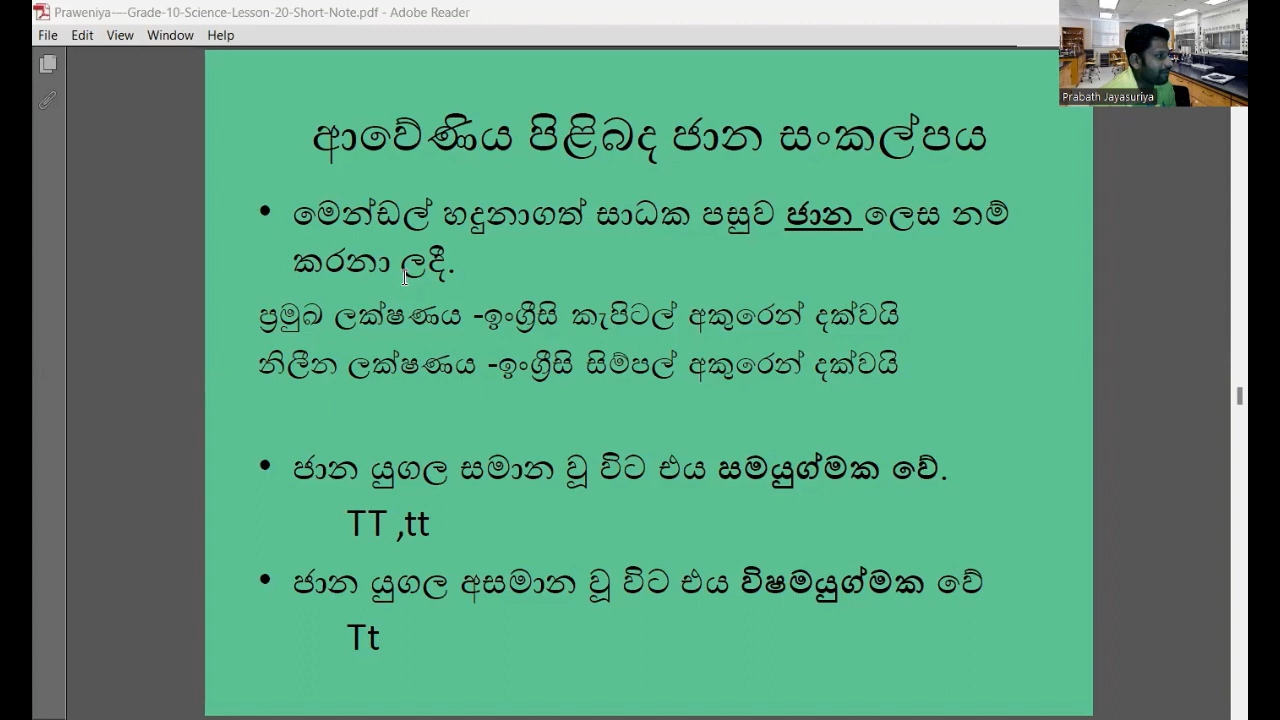 Praweniya----Grade-10-Science-Lesson-20-Short-Note.pdf - Adobe Reader
File Edit View Window Help
Prabath Jayasuriya
ආවේණිය පිළිබද ජාන සංකල්පය
• මෙන්ඩල් හඳුනාගත් සාධක පසුව ජාන ලෙස නම්
කරනා ලදී.
ප්‍රමුඛ ලක්ෂණය -ඉංග්‍රීසි කැපිටල් අකුරෙන් දක්වයි
නිලීන ලක්ෂණය -ඉංග්‍රීසි සිම්පල් අකුරෙන් දක්වයි
• ජාන යුගල සමාන වූ විට එය සමයුග්මක වේ.
TT ,tt
• ජාන යුගල අසමාන වූ විට එය විෂමයුග්මක වේ
Tt